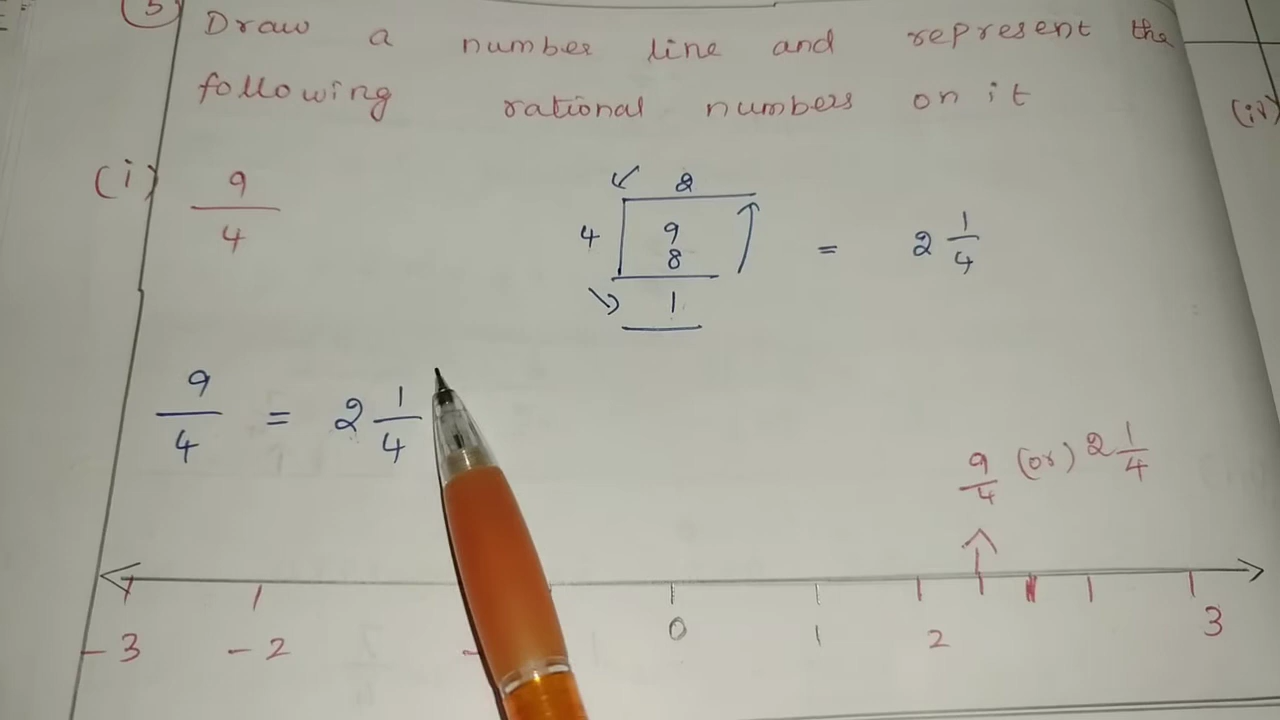 (5) Draw a number line and represent the
following rational numbers on it
(iv)
(i) 9/4
2
4 9 = 2 1/4
8
1
9/4 = 2 1/4
9/4 (or) 2 1/4
-3 -2 - 0 1 2 3